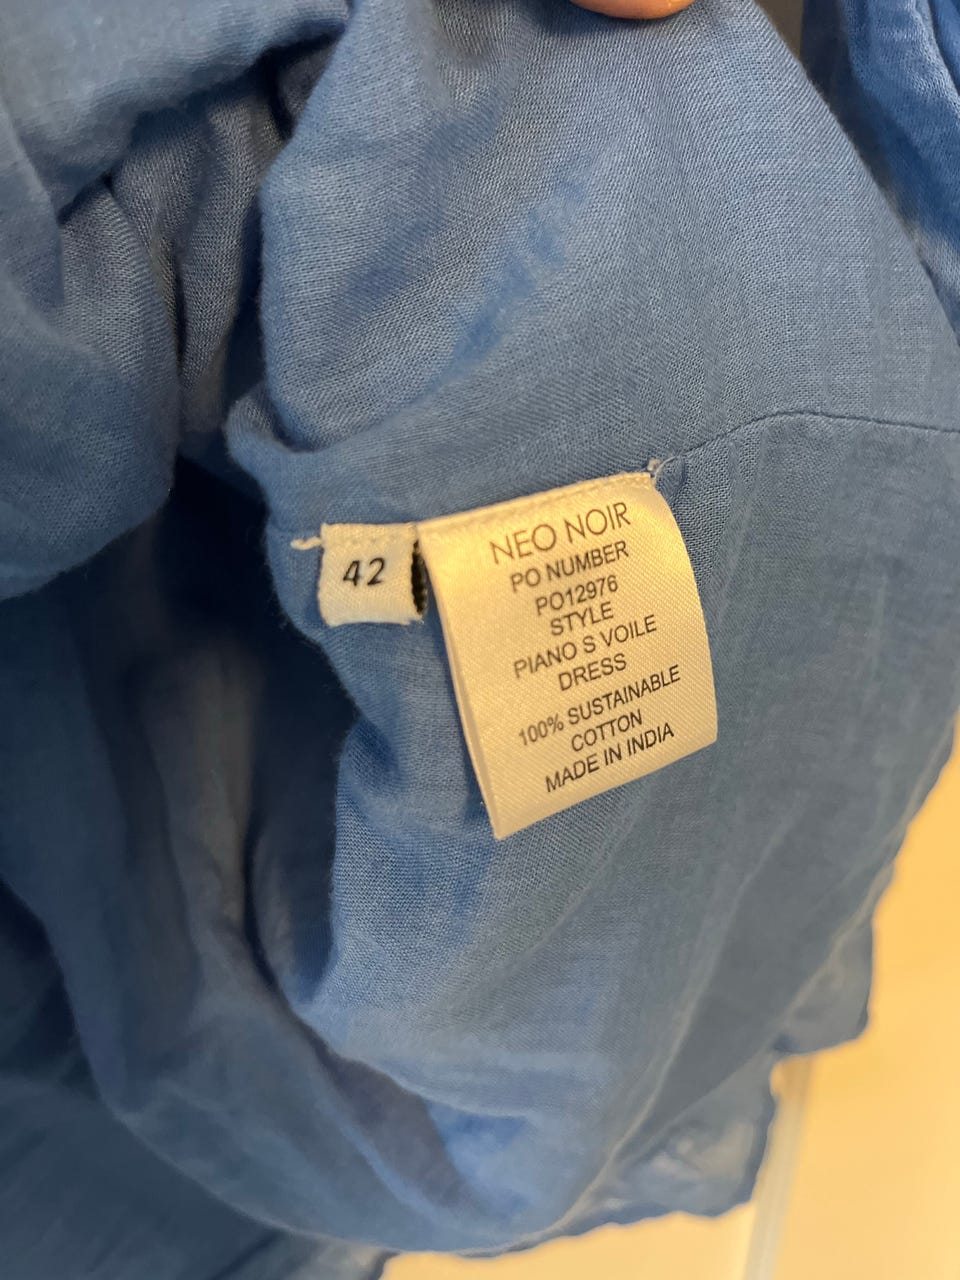 42
NEO NOIR
PO NUMBER
PO12976
STYLE
PIANO S VOILE
DRESS
100% SUSTAINABLE
COTTON
MADE IN INDIA